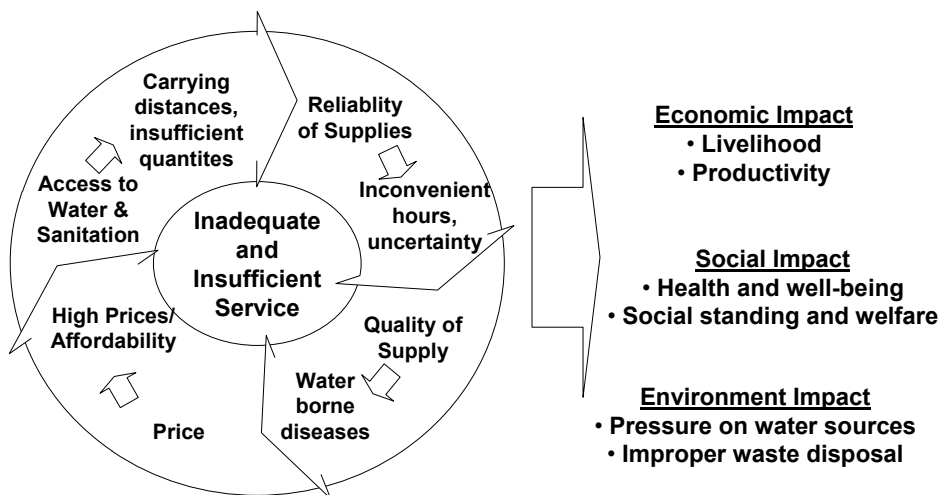 Carrying
distances,
insufficient
quantites
Access to
Water &
Sanitation
Reliablity
of Supplies
Inconvenient
hours,
uncertainty
Inadequate
and
Insufficient
Service
High Prices/
Affordability
Price
Quality of
Supply
Water
borne
diseases
Economic Impact
• Livelihood
• Productivity
Social Impact
• Health and well-being
• Social standing and welfare
Environment Impact
• Pressure on water sources
• Improper waste disposal